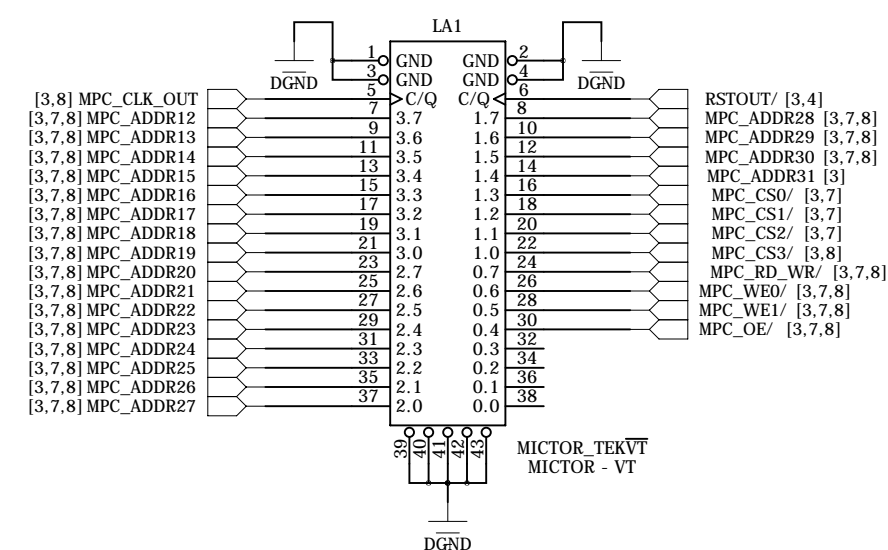 LA1
1 GND GND 2
3 GND GND 4
DGND DGND
[3,8] MPC_CLK_OUT 5 C/Q C/Q 6 RSTOUT/ [3,4]
[3,7,8] MPC_ADDR12 7 3.7 1.7 8 MPC_ADDR28 [3,7,8]
[3,7,8] MPC_ADDR13 9 3.6 1.6 10 MPC_ADDR29 [3,7,8]
[3,7,8] MPC_ADDR14 11 3.5 1.5 12 MPC_ADDR30 [3,7,8]
[3,7,8] MPC_ADDR15 13 3.4 1.4 14 MPC_ADDR31 [3]
[3,7,8] MPC_ADDR16 15 3.3 1.3 16 MPC_CS0/ [3,7]
[3,7,8] MPC_ADDR17 17 3.2 1.2 18 MPC_CS1/ [3,7]
[3,7,8] MPC_ADDR18 19 3.1 1.1 20 MPC_CS2/ [3,7]
[3,7,8] MPC_ADDR19 21 3.0 1.0 22 MPC_CS3/ [3,8]
[3,7,8] MPC_ADDR20 23 2.7 0.7 24 MPC_RD_WR/ [3,7,8]
[3,7,8] MPC_ADDR21 25 2.6 0.6 26 MPC_WE0/ [3,7,8]
[3,7,8] MPC_ADDR22 27 2.5 0.5 28 MPC_WE1/ [3,7,8]
[3,7,8] MPC_ADDR23 29 2.4 0.4 30 MPC_OE/ [3,7,8]
[3,7,8] MPC_ADDR24 31 2.3 0.3 32
[3,7,8] MPC_ADDR25 33 2.2 0.2 34
[3,7,8] MPC_ADDR26 35 2.1 0.1 36
[3,7,8] MPC_ADDR27 37 2.0 0.0 38
39 40 41 42 43
MICTOR_TEKVT
MICTOR - VT
DGND